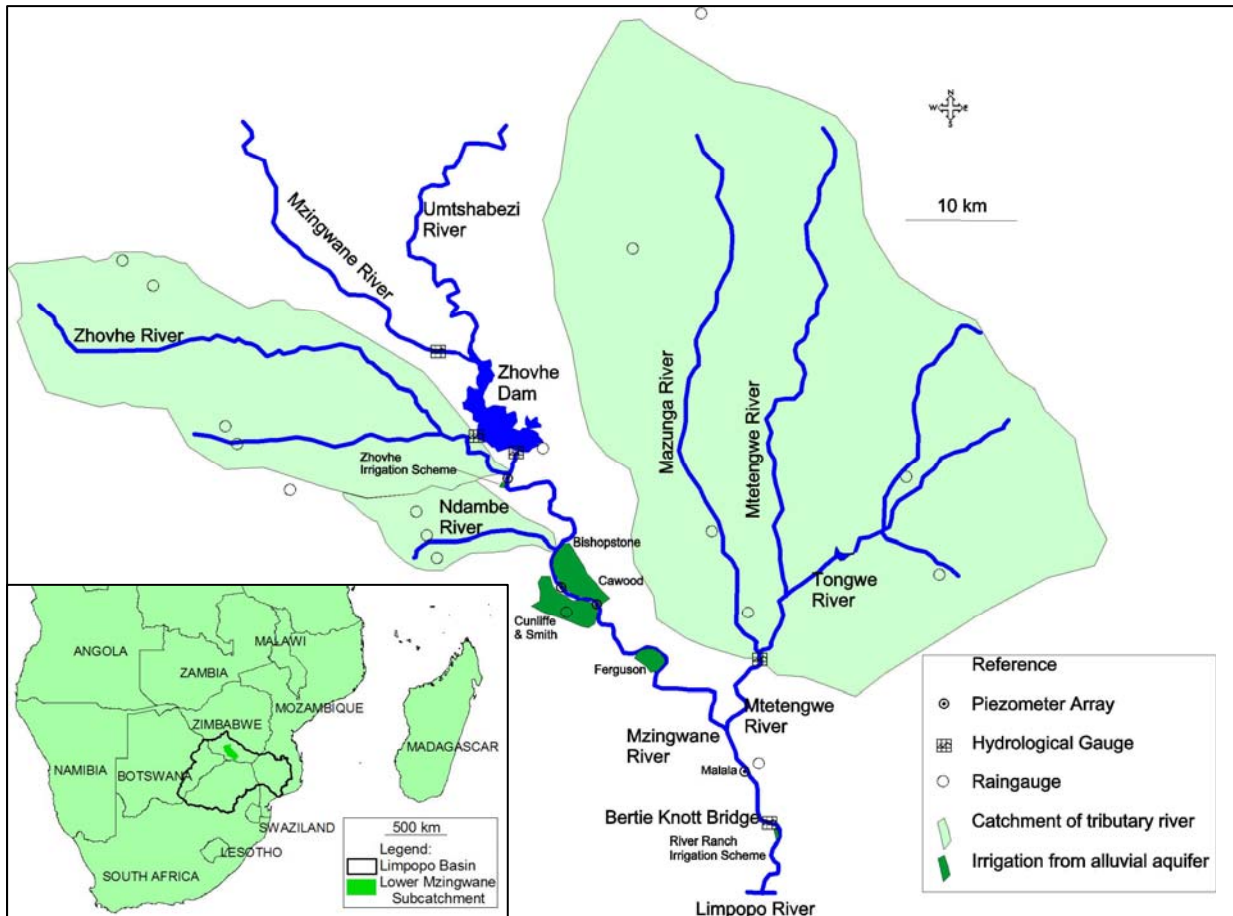 N
W E
S
10 km
Umtshabezi
River
Mzingwane River
Zhovhe River
Zhovhe
Dam
Mazunga River
Mtetengwe River
Zhovhe
Irrigation Scheme
Ndambe
River
Bishopstone
Cawood
Tongwe
River
Cunliffe
& Smith
Ferguson
Mtetengwe
River
Mzingwane
River
Malala
Bertie Knott Bridge
River Ranch
Irrigation Scheme
Limpopo River
Reference
Piezometer Array
Hydrological Gauge
Raingauge
Catchment of tributary river
Irrigation from alluvial aquifer
ANGOLA
MALAWI
ZAMBIA
MOZAMBIQUE
ZIMBABWE
MADAGASCAR
NAMIBIA
BOTSWANA
SWAZILAND
LESOTHO
SOUTH AFRICA
500 km
Legend:
Limpopo Basin
Lower Mzingwane
Subcatchment